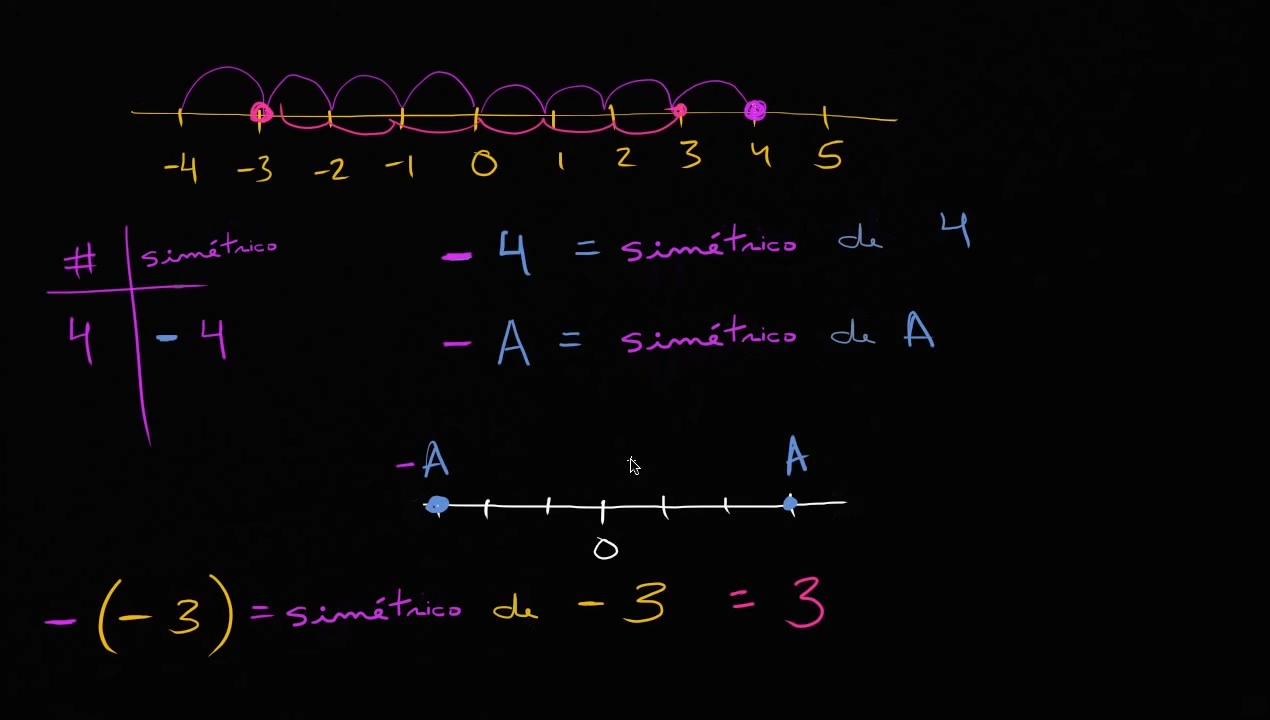 -4 -3 -2 -1 0 1 2 3 4 5
# simétrico
4 - 4
- 4 = simétrico de 4
- A = simétrico de A
-A A
0
- (- 3) = simétrico de - 3 = 3